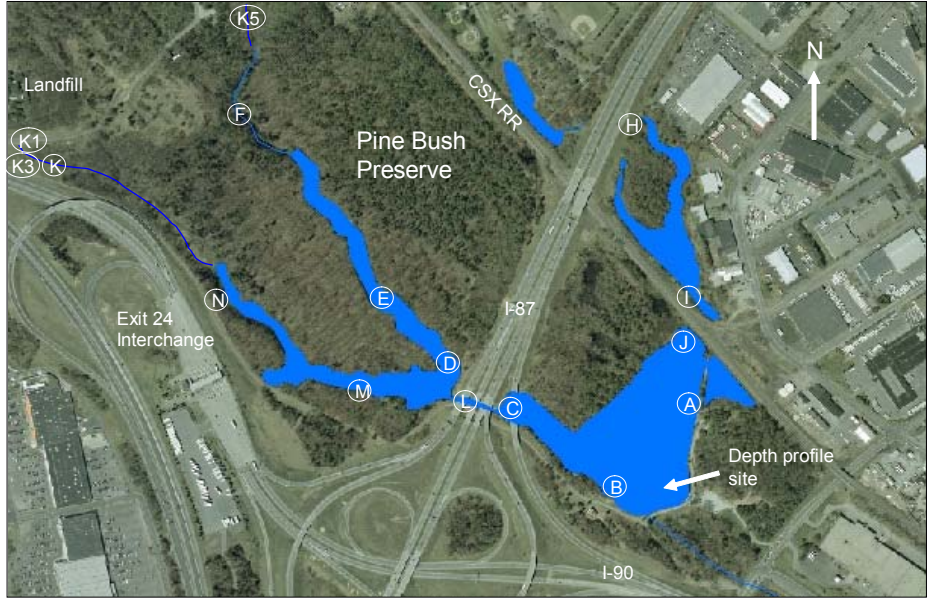 K5
Landfill
CSX RR
N
F
H
K1
Pine Bush
Preserve
K3
K
E
N
I
I-87
Exit 24
Interchange
J
D
M
L
C
A
Depth profile
site
B
I-90